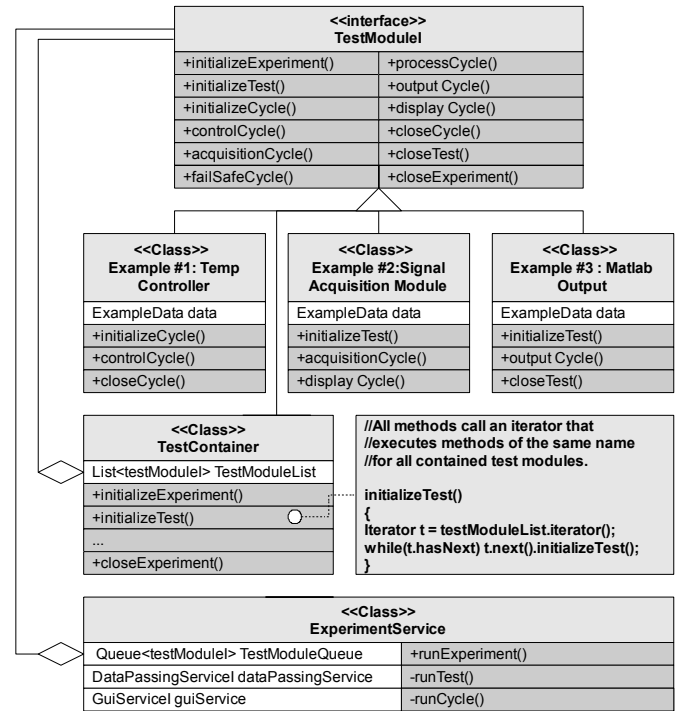 <<interface>>
TestModuleI
+initializeExperiment()
+processCycle()
+initializeTest()
+output Cycle()
+initializeCycle()
+display Cycle()
+controlCycle()
+closeCycle()
+acquisitionCycle()
+closeTest()
+failSafeCycle()
+closeExperiment()
<<Class>>
Example #1: Temp
Controller
ExampleData data
+initializeCycle()
+controlCycle()
+closeCycle()
<<Class>>
Example #2:Signal
Acquisition Module
ExampleData data
+initializeTest()
+acquisitionCycle()
+display Cycle()
<<Class>>
Example #3 : Matlab
Output
ExampleData data
+initializeTest()
+output Cycle()
+closeTest()
<<Class>>
TestContainer
List<testModuleI> TestModuleList
+initializeExperiment()
+initializeTest()
...
+closeExperiment()
//All methods call an iterator that
//executes methods of the same name
//for all contained test modules.
initializeTest()
{
Iterator t = testModuleList.iterator();
while(t.hasNext) t.next().initializeTest();
}
<<Class>>
ExperimentService
Queue<testModuleI> TestModuleQueue
+runExperiment()
DataPassingServiceI dataPassingService
-runTest()
GuiServiceI guiService
-runCycle()